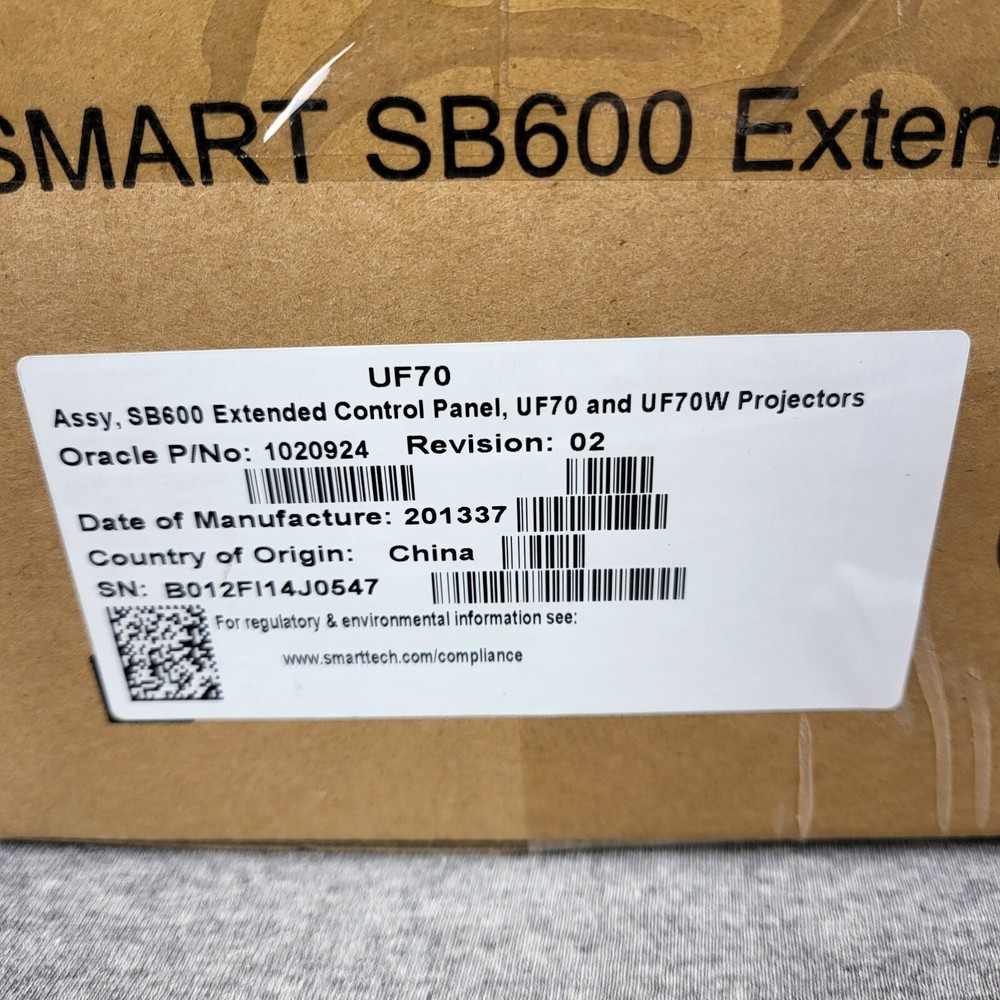 SMART SB600 Exten
UF70
Assy, SB600 Extended Control Panel, UF70 and UF70W Projectors
Oracle P/No: 1020924 Revision: 02
Date of Manufacture: 201337
Country of Origin: China
SN: B012FI14J0547
For regulatory & environmental information see:
www.smarttech.com/compliance